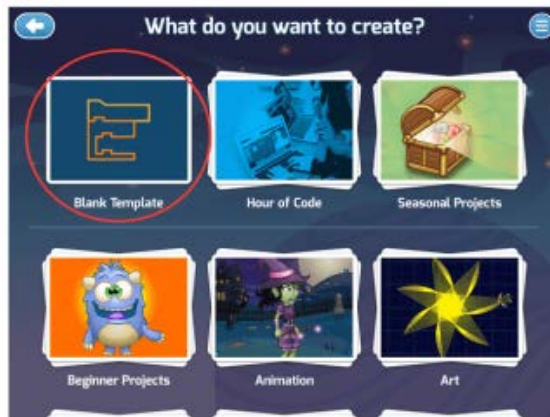 What do you want to create?
Blank Template
Hour of Code
Seasonal Projects
Beginner Projects
Animation
Art